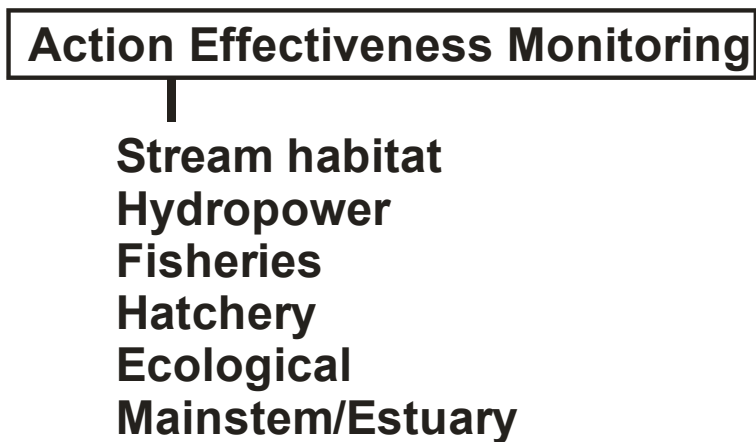 Action Effectiveness Monitoring
Stream habitat
Hydropower
Fisheries
Hatchery
Ecological
Mainstem/Estuary